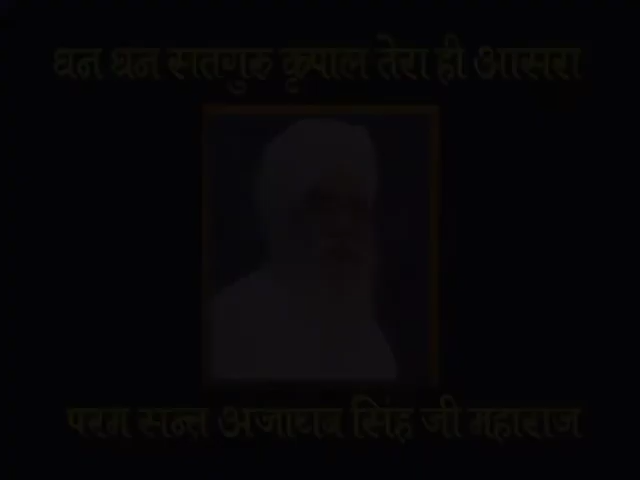 धन धन सतगुरु कृपाल तेरा ही आसरा
परम सन्त अजायब सिंह जी महाराज